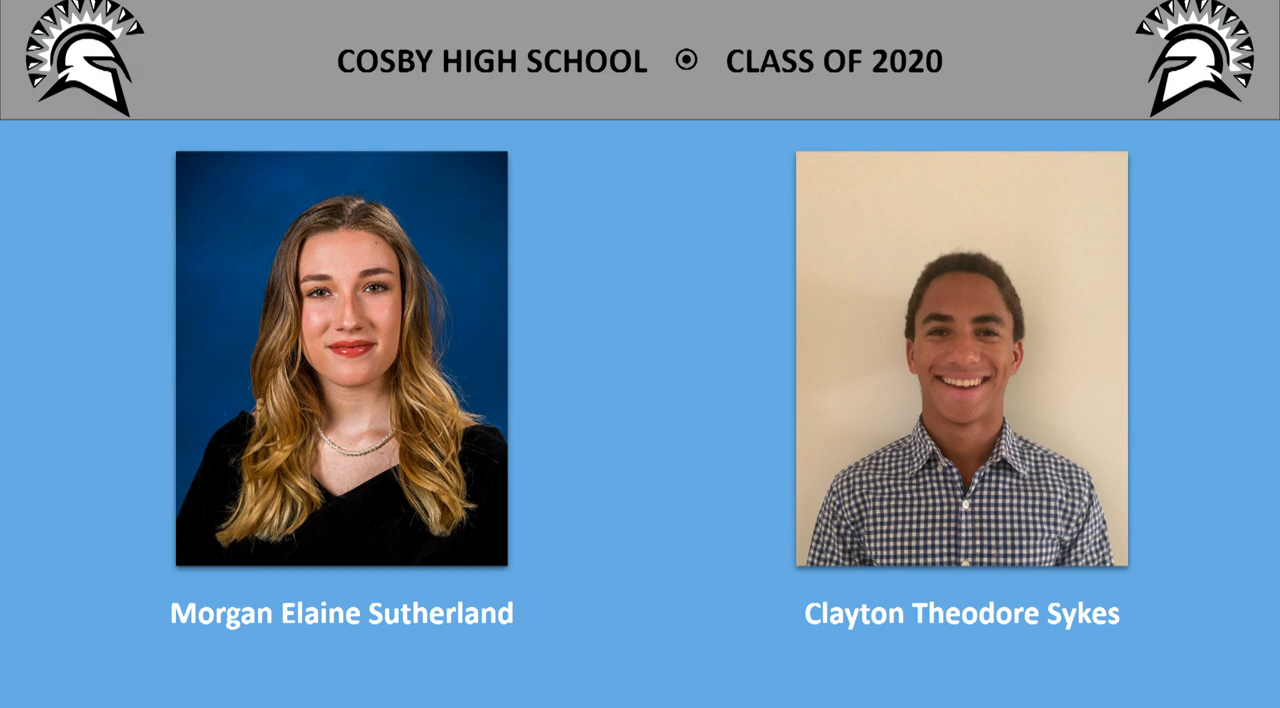 COSBY HIGH SCHOOL ⦿ CLASS OF 2020
Morgan Elaine Sutherland
Clayton Theodore Sykes